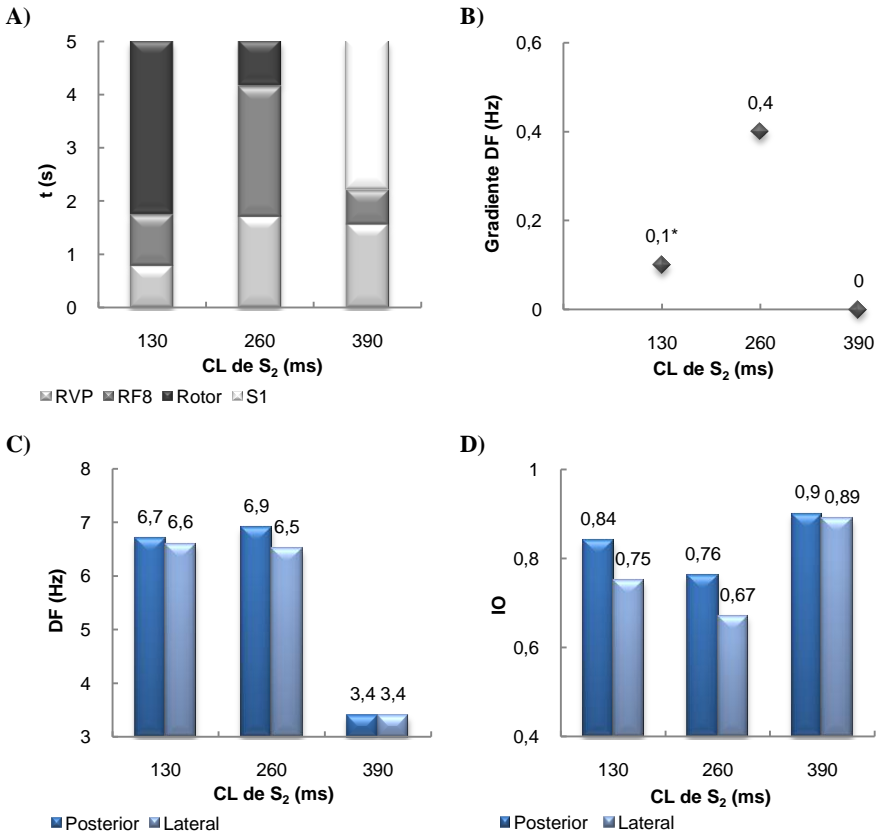 A)
5
4
3
2
1
0
t (s)
130 260 390
CL de S2 (ms)
RVP RF8 Rotor S1
B)
0,6
0,4
0,2
0
Gradiente DF (Hz)
0,1*
0,4
0
130 260 390
CL de S2 (ms)
C)
8
7
6
5
4
3
DF (Hz)
6,7 6,6
6,9 6,5
3,4 3,4
130 260 390
CL de S2 (ms)
Posterior Lateral
D)
1
0,8
0,6
0,4
IO
0,84 0,75
0,76 0,67
0,9 0,89
130 260 390
CL de S2 (ms)
Posterior Lateral